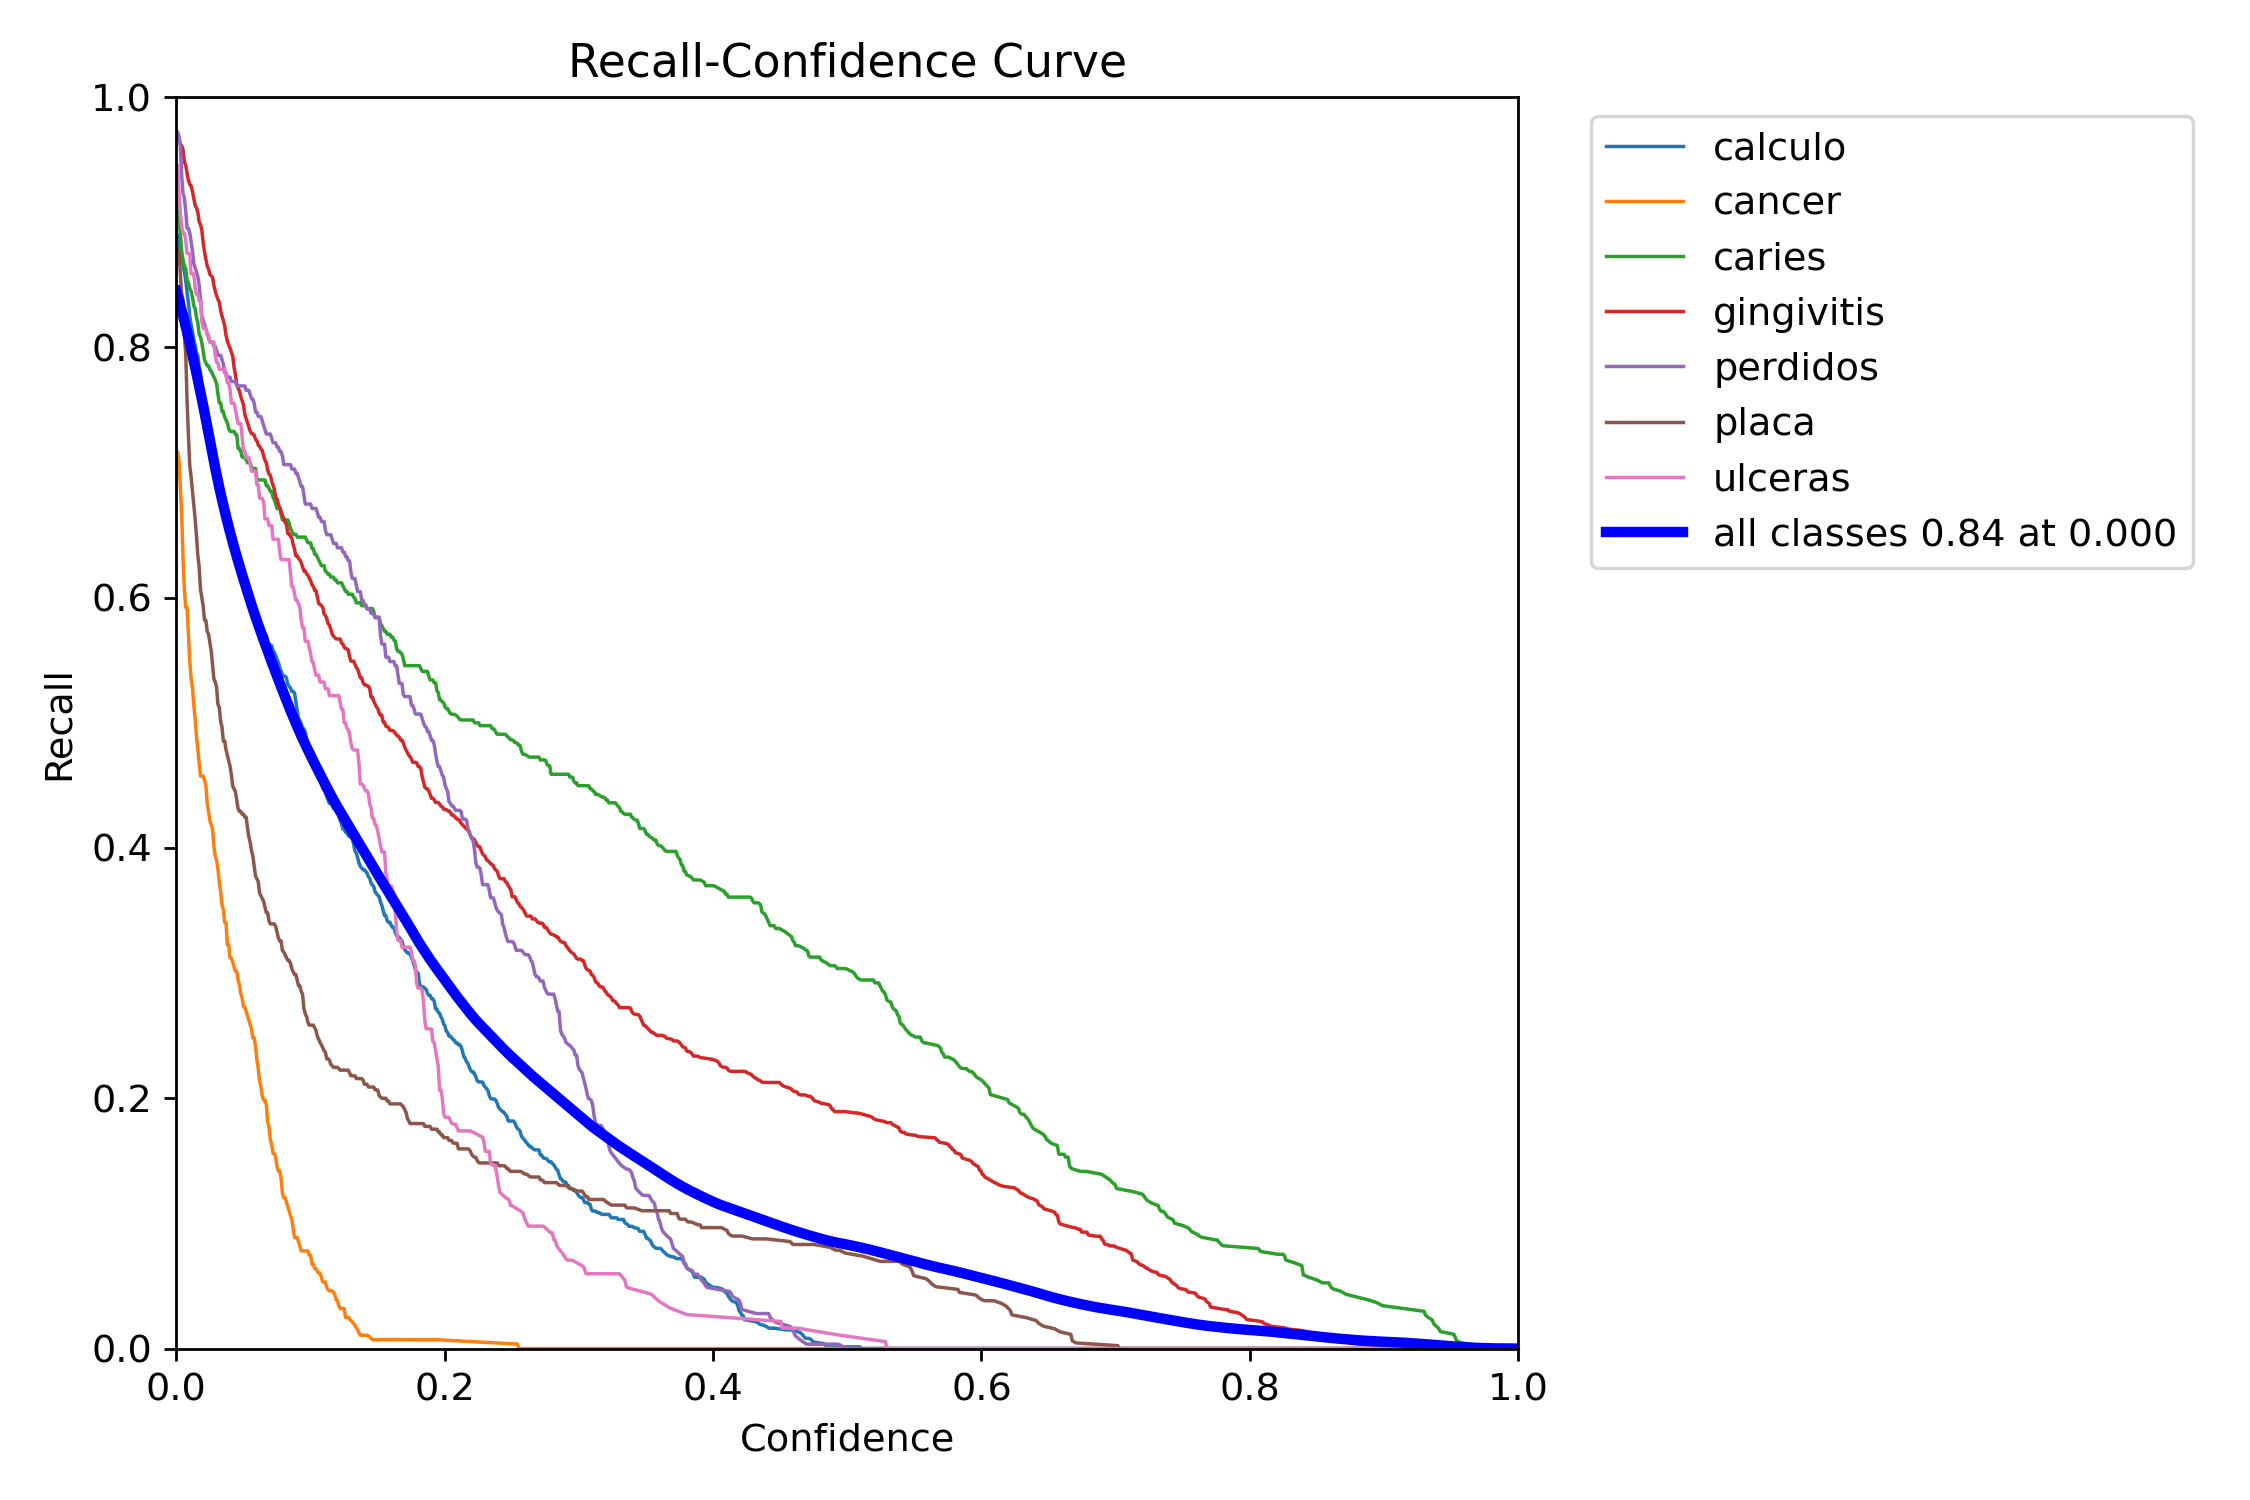 Recall-Confidence Curve
1.0
0.8
0.6
0.4
0.2
0.0
Recall
0.0 0.2 0.4 0.6 0.8 1.0
Confidence
calculo
cancer
caries
gingivitis
perdidos
placa
ulceras
all classes 0.84 at 0.000